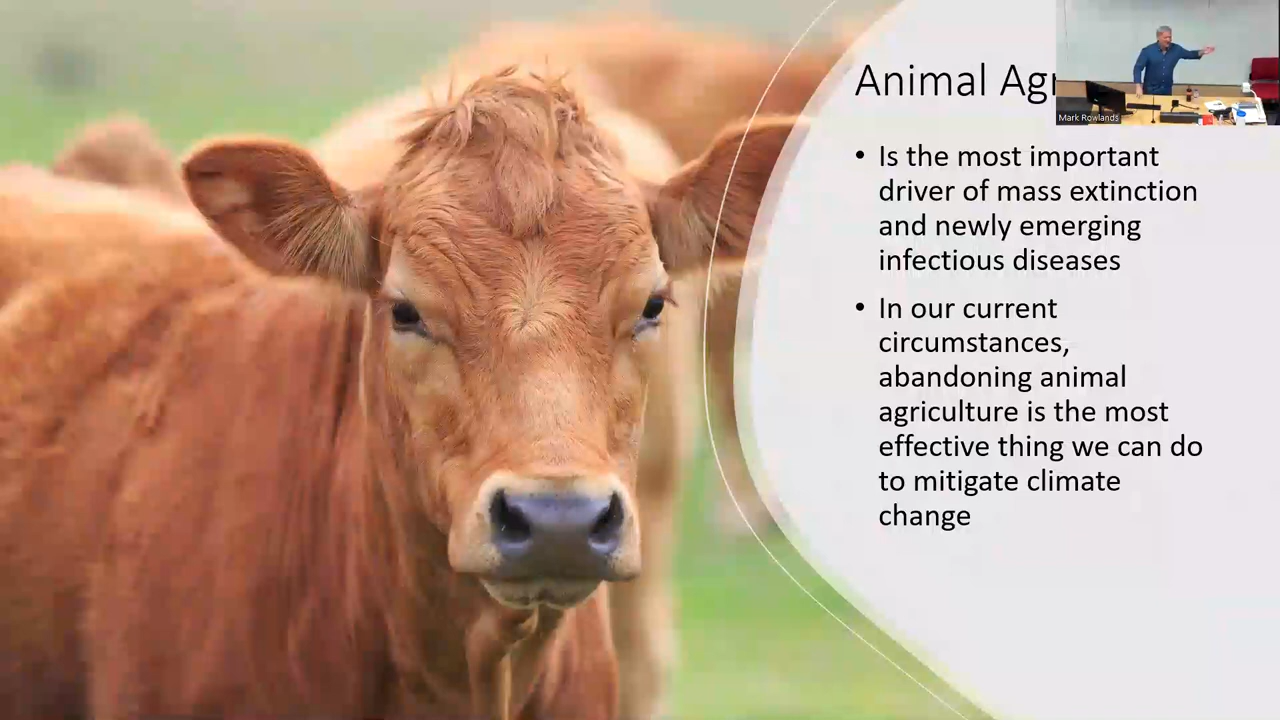 Animal Agr
Mark Rowlands
• Is the most important
driver of mass extinction
and newly emerging
infectious diseases
• In our current
circumstances,
abandoning animal
agriculture is the most
effective thing we can do
to mitigate climate
change